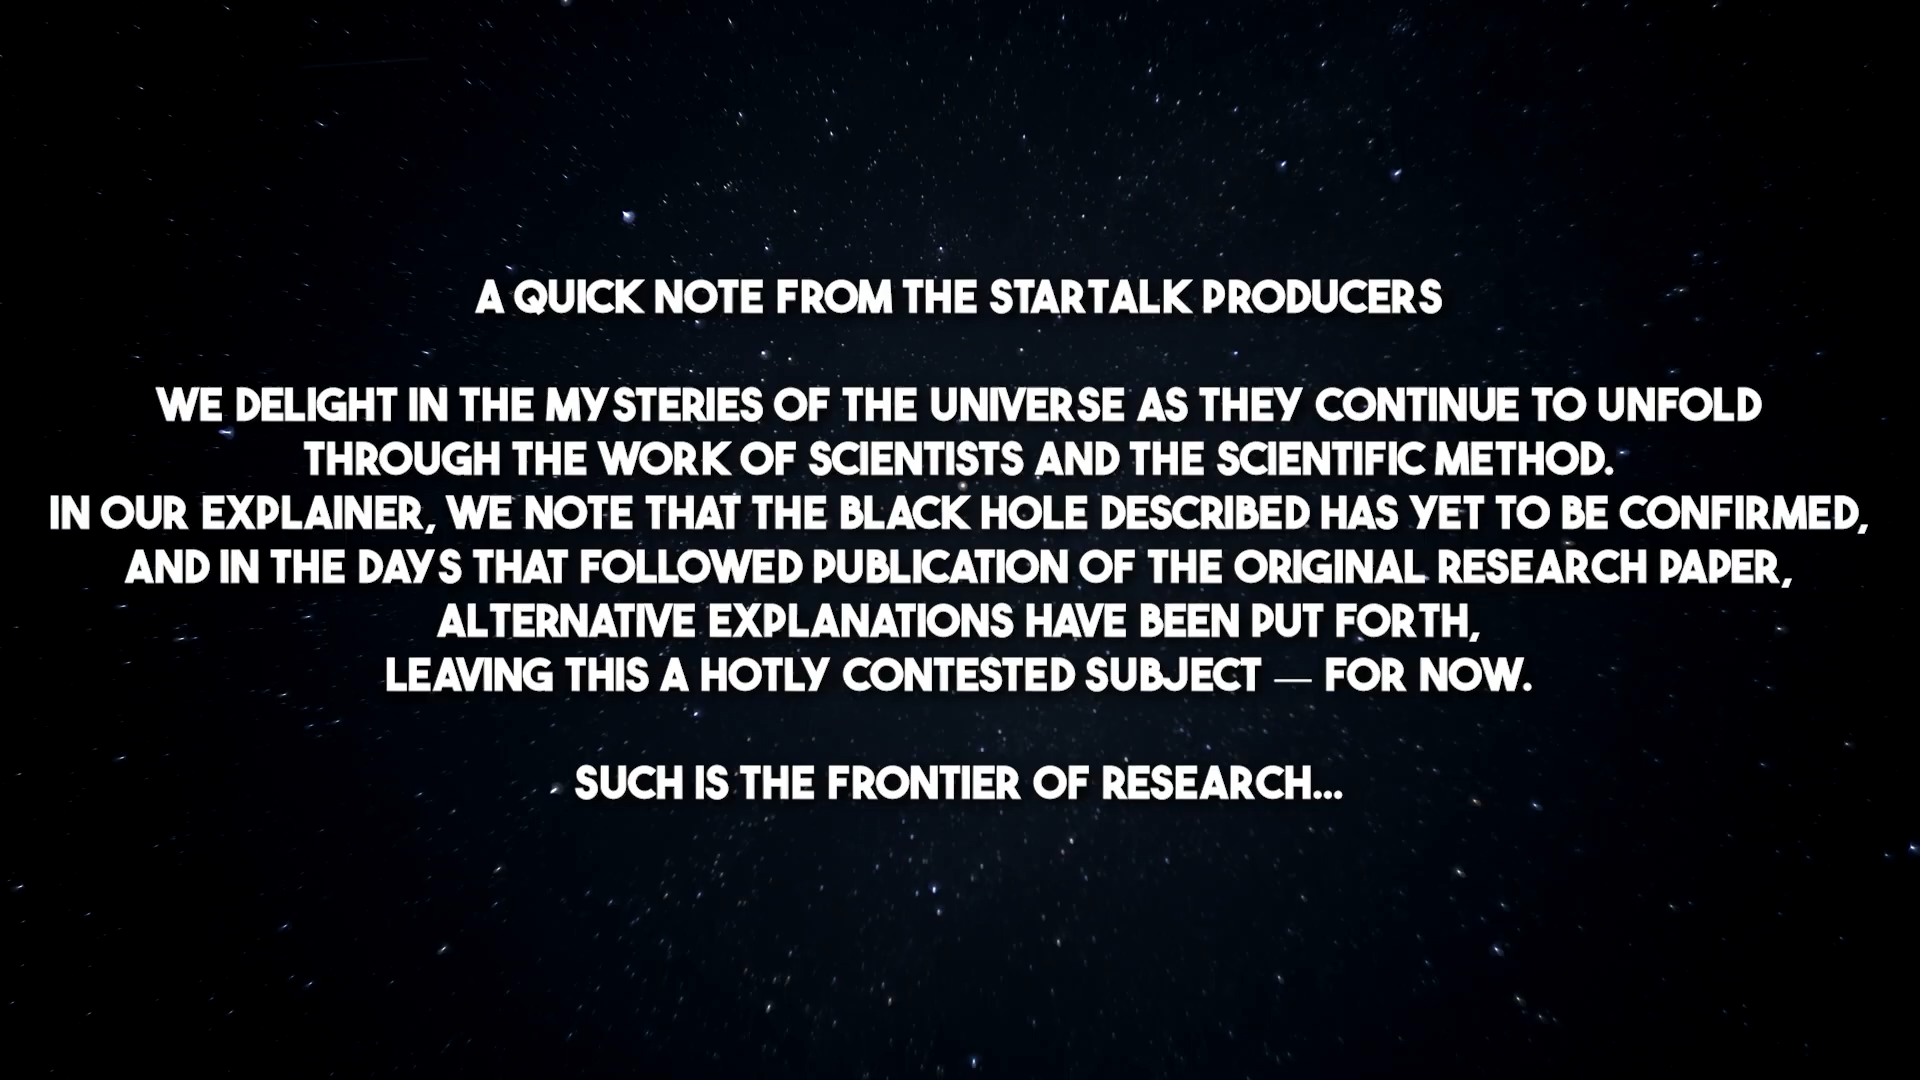 A QUICK NOTE FROM THE STARTALK PRODUCERS
WE DELIGHT IN THE MYSTERIES OF THE UNIVERSE AS THEY CONTINUE TO UNFOLD
THROUGH THE WORK OF SCIENTISTS AND THE SCIENTIFIC METHOD.
IN OUR EXPLAINER, WE NOTE THAT THE BLACK HOLE DESCRIBED HAS YET TO BE CONFIRMED,
AND IN THE DAYS THAT FOLLOWED PUBLICATION OF THE ORIGINAL RESEARCH PAPER,
ALTERNATIVE EXPLANATIONS HAVE BEEN PUT FORTH,
LEAVING THIS A HOTLY CONTESTED SUBJECT — FOR NOW.
SUCH IS THE FRONTIER OF RESEARCH...